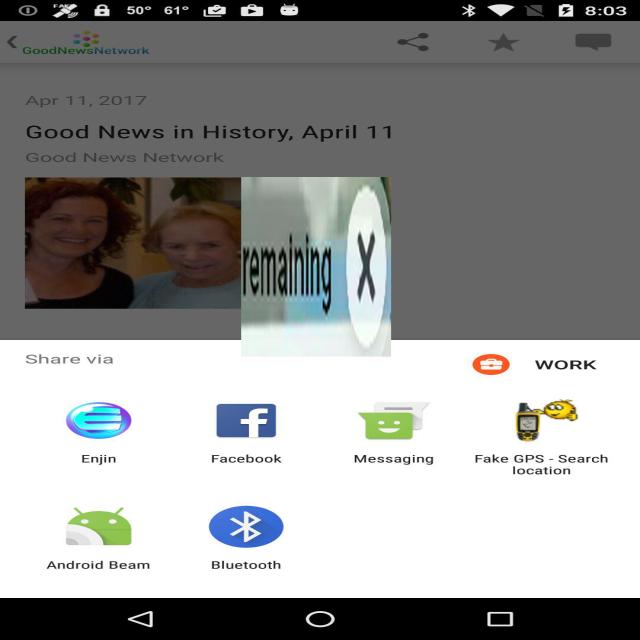 FAKE 50° 61° 8:03
GoodNewsNetwork
Apr 11, 2017
Good News in History, April 11
Good News Network
remaining X
Share via WORK
Enjin Facebook Messaging Fake GPS - Search
location
Android Beam Bluetooth